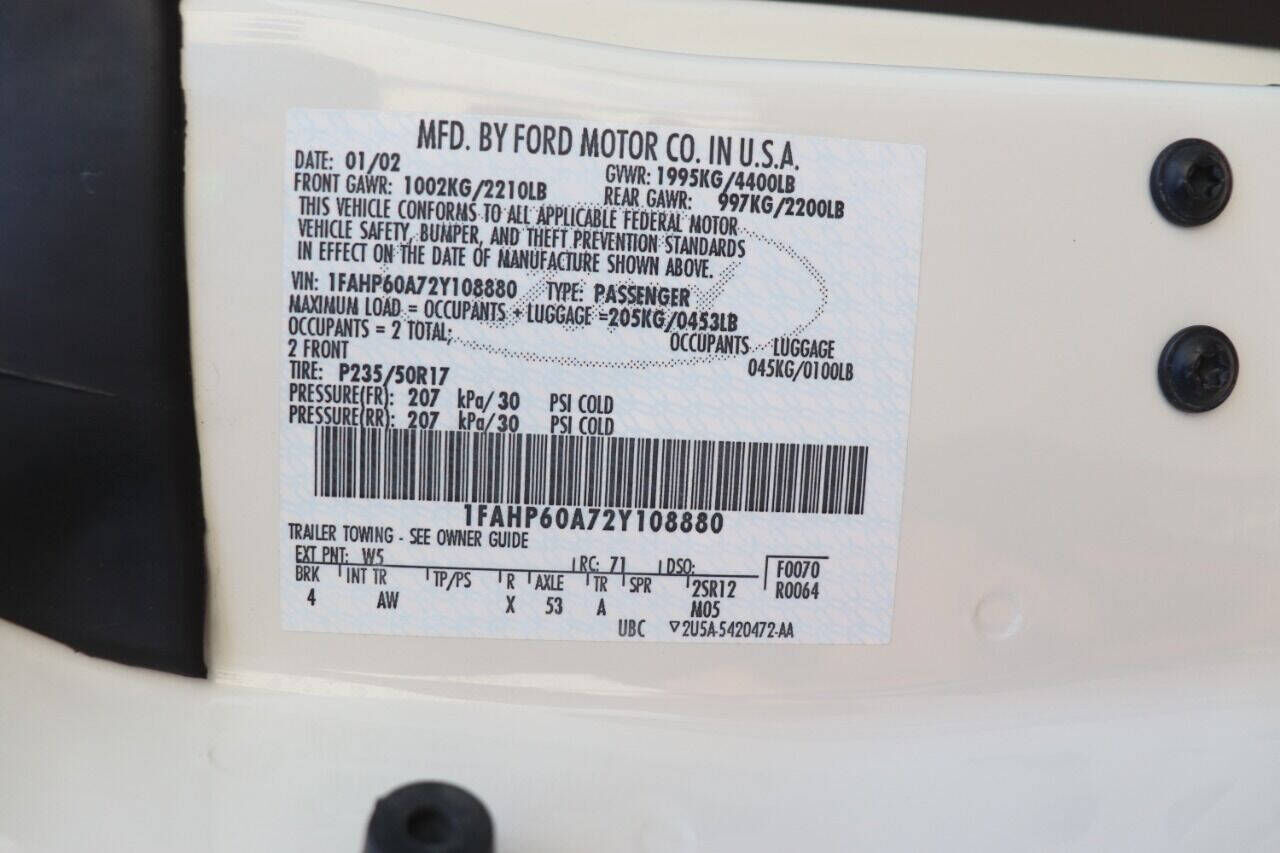 MFD. BY FORD MOTOR CO. IN U.S.A.
DATE: 01/02 GVWR: 1995KG/4400LB
FRONT GAWR: 1002KG/2210LB REAR GAWR: 997KG/2200LB
THIS VEHICLE CONFORMS TO ALL APPLICABLE FEDERAL MOTOR
VEHICLE SAFETY, BUMPER, AND THEFT PREVENTION STANDARDS
IN EFFECT ON THE DATE OF MANUFACTURE SHOWN ABOVE.
VIN: 1FAHP60A72Y108880 TYPE: PASSENGER
MAXIMUM LOAD = OCCUPANTS + LUGGAGE =205KG/0453LB
OCCUPANTS = 2 TOTAL; OCCUPANTS LUGGAGE
2 FRONT 045KG/0100LB
TIRE: P235/50R17
PRESSURE(FR): 207 kPa/30 PSI COLD
PRESSURE(RR): 207 kPa/30 PSI COLD
1FAHP60A72Y108880
TRAILER TOWING - SEE OWNER GUIDE
EXT PNT: W5 RC: 71 DSO: F0070
BRK INT TR TP/PS R AXLE TR SPR 2SR12 R0064
4 AW X 53 A M05
UBC ▽2U5A-5420472-AA